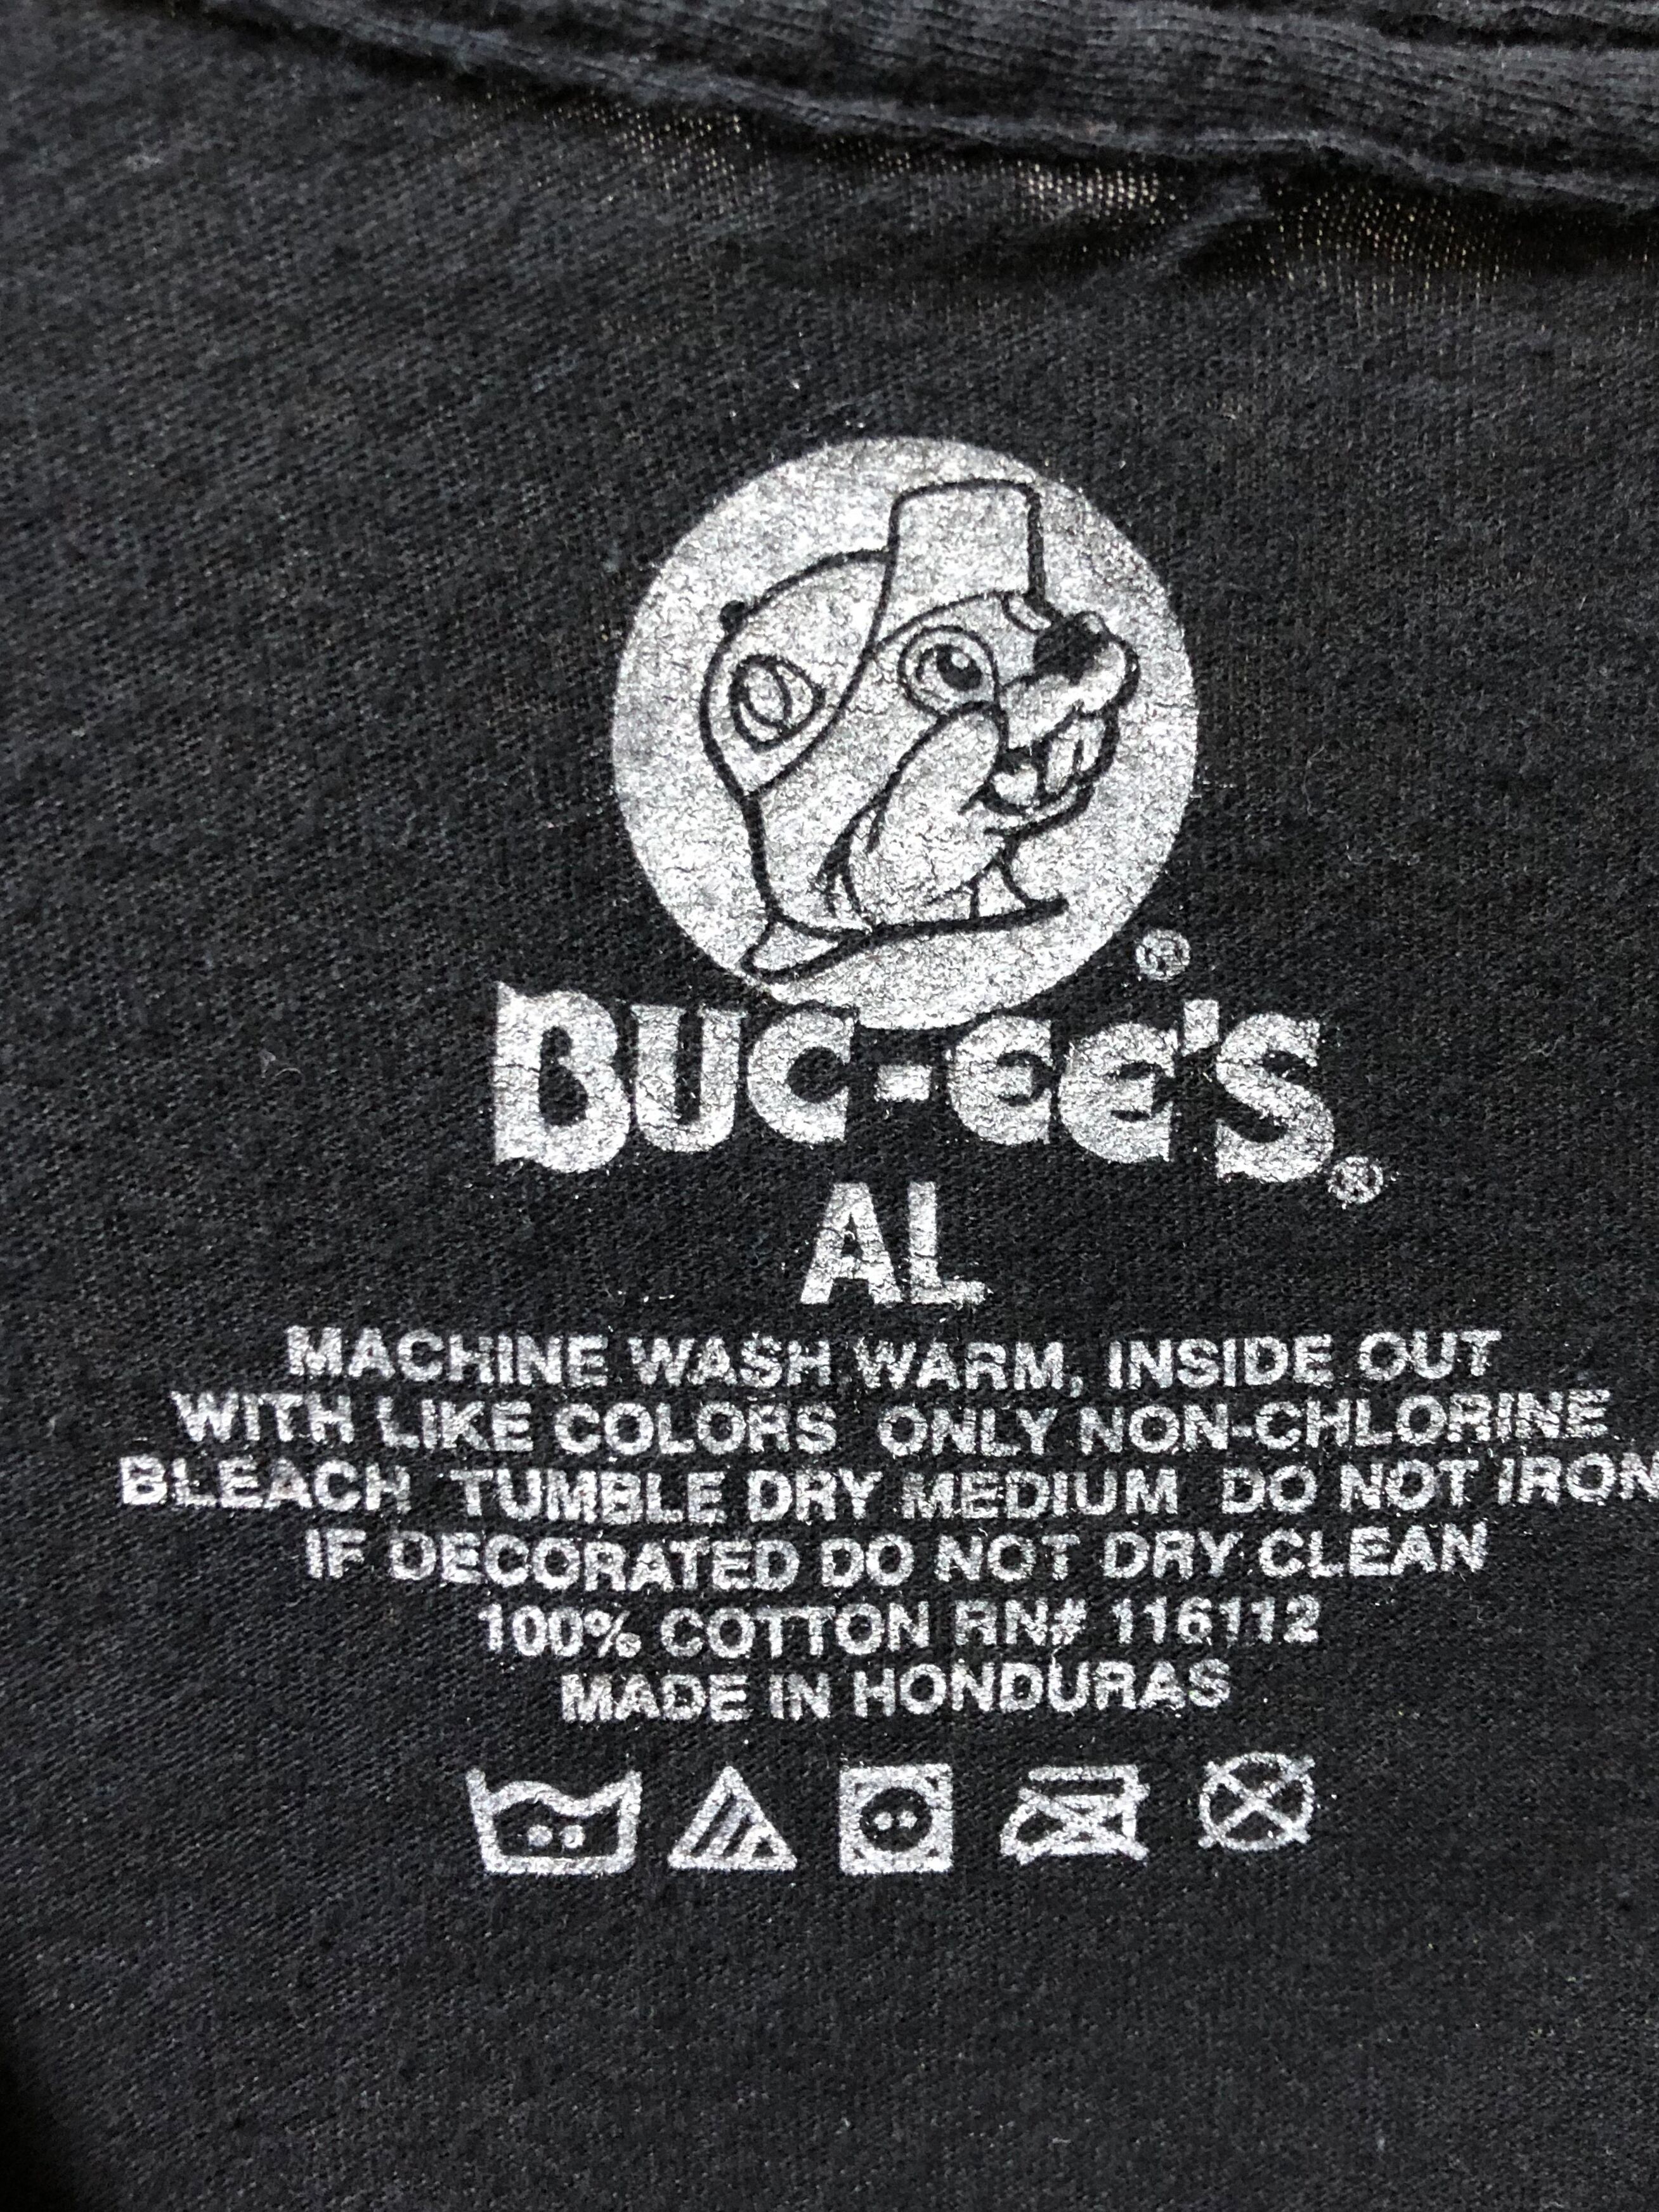 ®
BUC-EE'S®
AL
MACHINE WASH WARM, INSIDE OUT
WITH LIKE COLORS ONLY NON-CHLORINE
BLEACH TUMBLE DRY MEDIUM DO NOT IRON
IF DECORATED DO NOT DRY CLEAN
100% COTTON RN# 116112
MADE IN HONDURAS